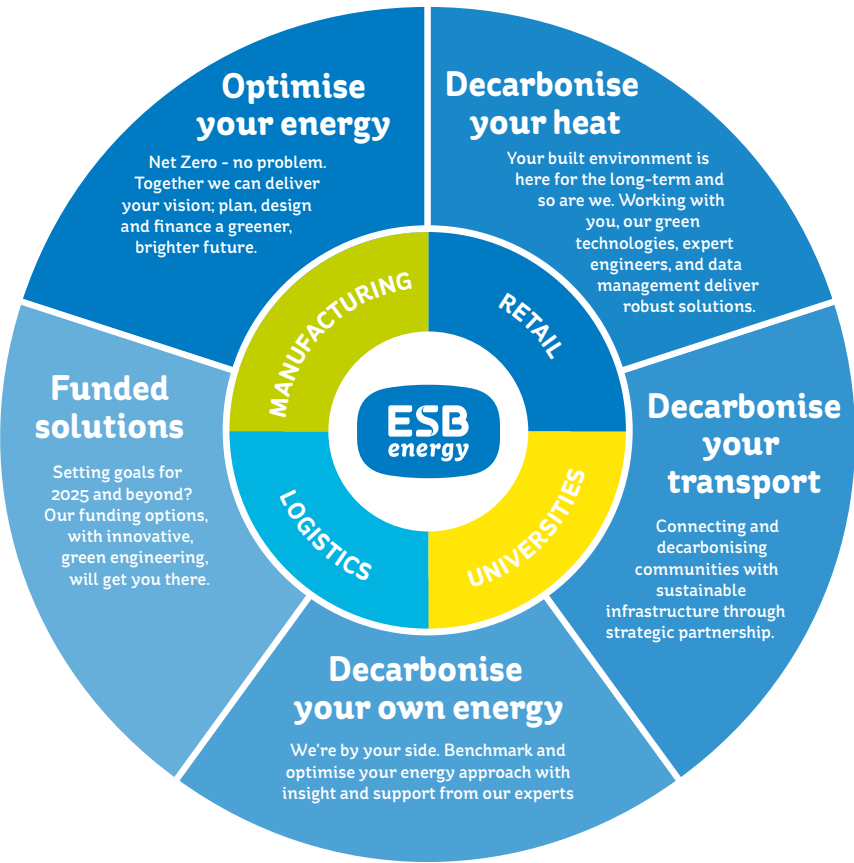 Optimise
your energy
Net Zero - no problem.
Together we can deliver
your vision; plan, design
and finance a greener,
brighter future.
Decarbonise
your heat
Your built environment is
here for the long-term and
so are we. Working with
you, our green
technologies, expert
engineers, and data
management deliver
robust solutions.
Decarbonise
your
transport
Connecting and
decarbonising
communities with
sustainable
infrastructure through
strategic partnership.
Decarbonise
your own energy
We're by your side. Benchmark and
optimise your energy approach with
insight and support from our experts
Funded
solutions
Setting goals for
2025 and beyond?
Our funding options,
with innovative,
green engineering,
will get you there.
MANUFACTURING
RETAIL
UNIVERSITIES
LOGISTICS
ESB
energy